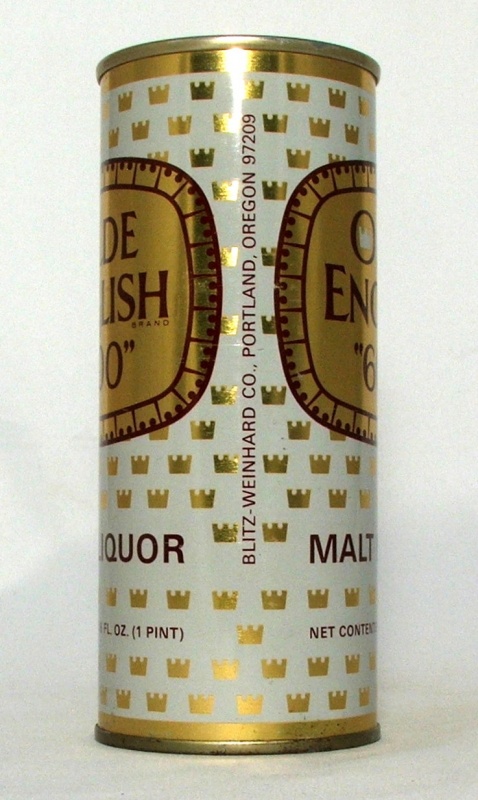 DE
LISH
BRAND
00"
IQUOR
FL. OZ. (1 PINT)
BLITZ-WEINHARD CO., PORTLAND, OREGON 97209
O
ENG
"6
MALT
NET CONTENT